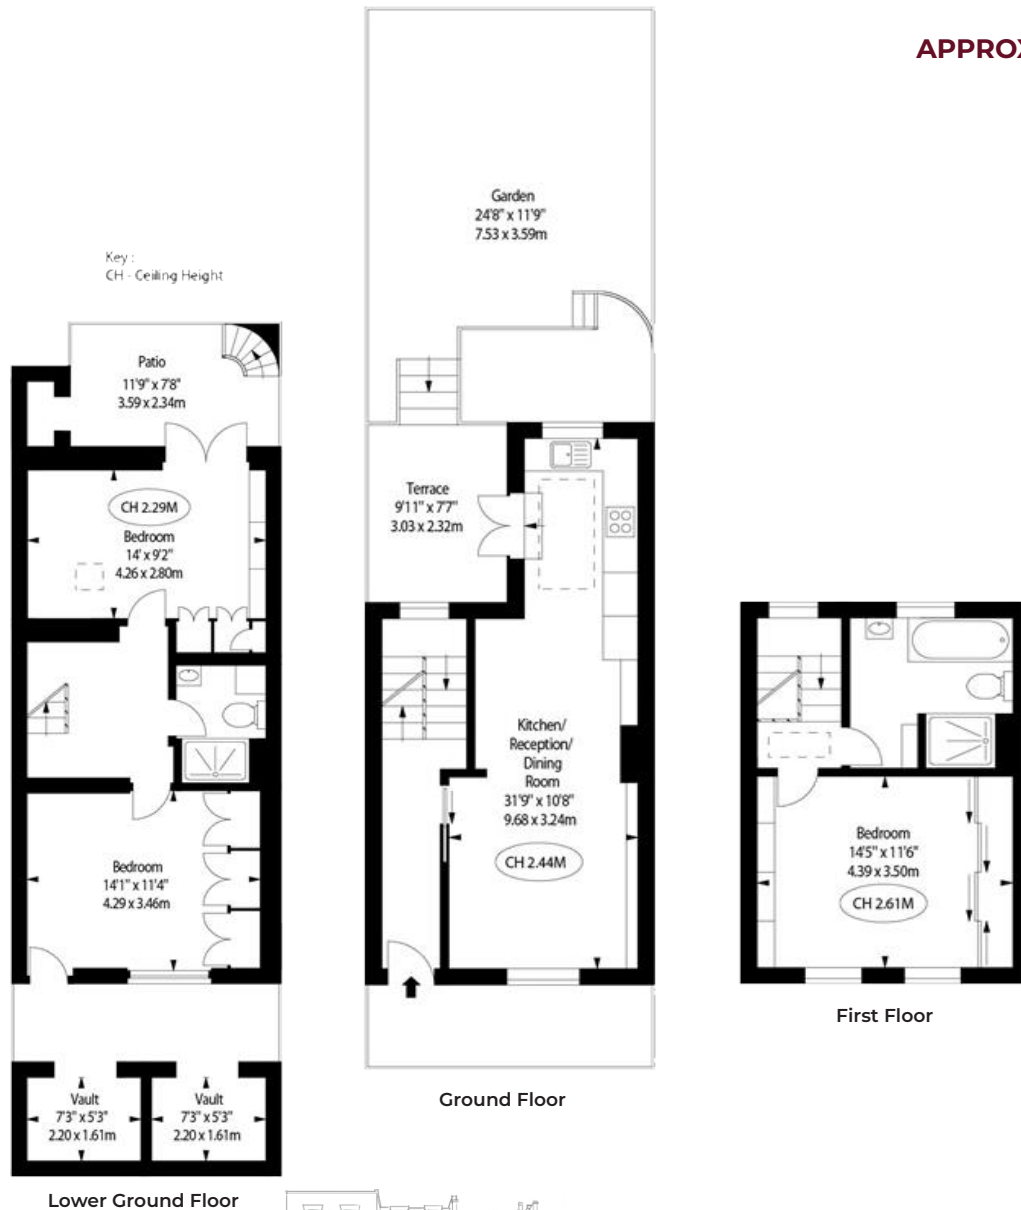 APPROX
Key :
CH - Ceiling Height
Patio
11'9" x 7'8"
3.59 x 2.34m
CH 2.29M
Bedroom
14' x 9'2"
4.26 x 2.80m
Bedroom
14'1" x 11'4"
4.29 x 3.46m
Vault
7'3" x 5'3"
2.20 x 1.61m
Vault
7'3" x 5'3"
2.20 x 1.61m
Lower Ground Floor
Garden
24'8" x 11'9"
7.53 x 3.59m
Terrace
9'11" x 7'7"
3.03 x 2.32m
Kitchen/
Reception/
Dining
Room
31'9" x 10'8"
9.68 x 3.24m
CH 2.44M
Ground Floor
Bedroom
14'5" x 11'6"
4.39 x 3.50m
CH 2.61M
First Floor